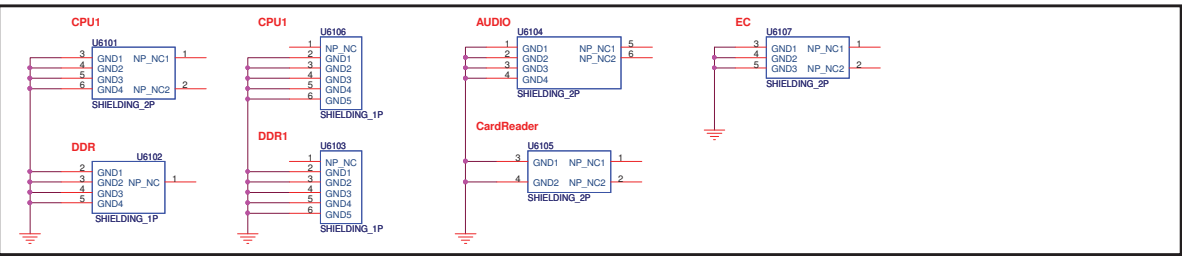 CPU1
U6101
3 GND1 NP_NC1 1
4 GND2
5 GND3
6 GND4 NP_NC2 2
SHIELDING_2P
DDR
U6102
2 GND1
3 GND2 NP_NC 1
4 GND3
5 GND4
SHIELDING_1P
CPU1
U6106
1 NP_NC
2 GND1
3 GND2
4 GND3
5 GND4
6 GND5
SHIELDING_1P
DDR1
U6103
1 NP_NC
2 GND1
3 GND2
4 GND3
5 GND4
6 GND5
SHIELDING_1P
AUDIO
U6104
1 GND1 NP_NC1 5
2 GND2 NP_NC2 6
3 GND3
4 GND4
SHIELDING_2P
CardReader
U6105
3 GND1 NP_NC1 1
4 GND2 NP_NC2 2
SHIELDING_2P
EC
U6107
3 GND1 NP_NC1 1
4 GND2
5 GND3 NP_NC2 2
SHIELDING_2P